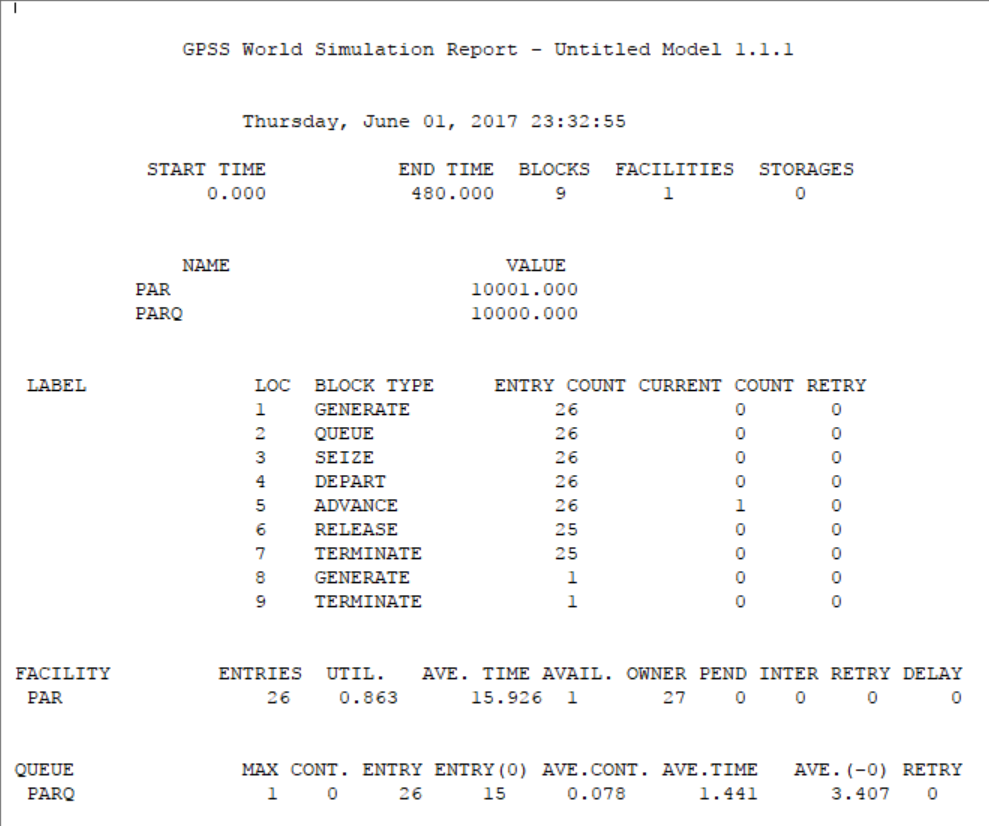 GPSS World Simulation Report - Untitled Model 1.1.1
Thursday, June 01, 2017 23:32:55
START TIME END TIME BLOCKS FACILITIES STORAGES
0.000 480.000 9 1 0
NAME VALUE
PAR 10001.000
PARQ 10000.000
LABEL LOC BLOCK TYPE ENTRY COUNT CURRENT COUNT RETRY
1 GENERATE 26 0 0
2 QUEUE 26 0 0
3 SEIZE 26 0 0
4 DEPART 26 0 0
5 ADVANCE 26 1 0
6 RELEASE 25 0 0
7 TERMINATE 25 0 0
8 GENERATE 1 0 0
9 TERMINATE 1 0 0
FACILITY ENTRIES UTIL. AVE. TIME AVAIL. OWNER PEND INTER RETRY DELAY
PAR 26 0.863 15.926 1 27 0 0 0 0
QUEUE MAX CONT. ENTRY ENTRY(0) AVE.CONT. AVE.TIME AVE.(-0) RETRY
PARQ 1 0 26 15 0.078 1.441 3.407 0